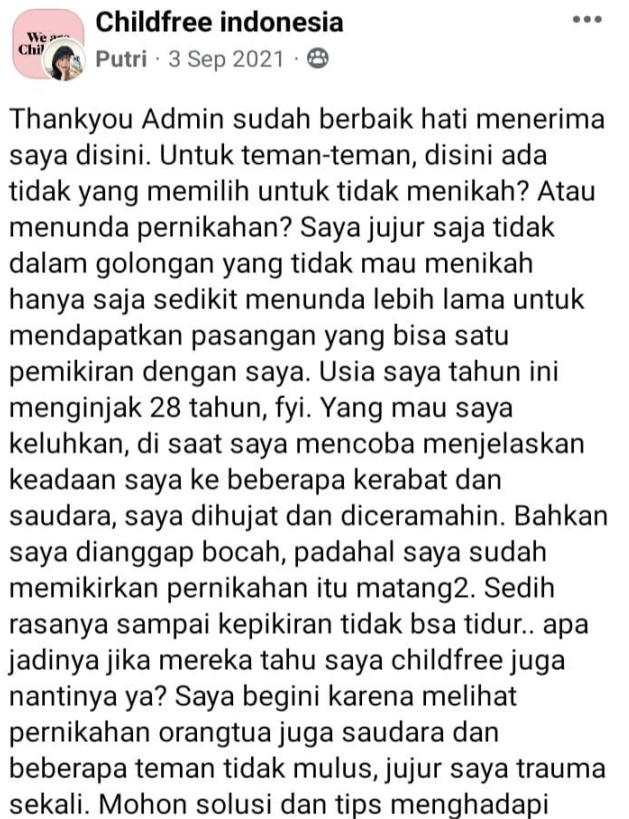 Childfree indonesia
We are
Chil
Putri · 3 Sep 2021 ·
Thankyou Admin sudah berbaik hati menerima
saya disini. Untuk teman-teman, disini ada
tidak yang memilih untuk tidak menikah? Atau
menunda pernikahan? Saya jujur saja tidak
dalam golongan yang tidak mau menikah
hanya saja sedikit menunda lebih lama untuk
mendapatkan pasangan yang bisa satu
pemikiran dengan saya. Usia saya tahun ini
menginjak 28 tahun, fyi. Yang mau saya
keluhkan, di saat saya mencoba menjelaskan
keadaan saya ke beberapa kerabat dan
saudara, saya dihujat dan diceramahin. Bahkan
saya dianggap bocah, padahal saya sudah
memikirkan pernikahan itu matang2. Sedih
rasanya sampai kepikiran tidak bsa tidur.. apa
jadinya jika mereka tahu saya childfree juga
nantinya ya? Saya begini karena melihat
pernikahan orangtua juga saudara dan
beberapa teman tidak mulus, jujur saya trauma
sekali. Mohon solusi dan tips menghadapi